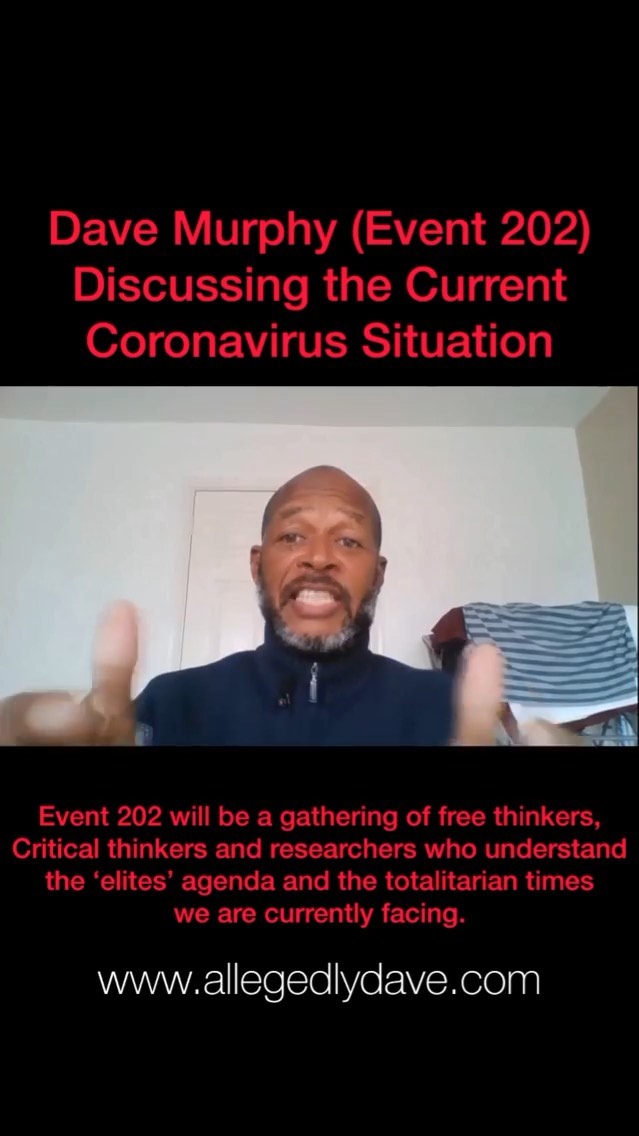 Dave Murphy (Event 202)
Discussing the Current
Coronavirus Situation
Event 202 will be a gathering of free thinkers,
Critical thinkers and researchers who understand
the ‘elites’ agenda and the totalitarian times
we are currently facing.
www.allegedlydave.com